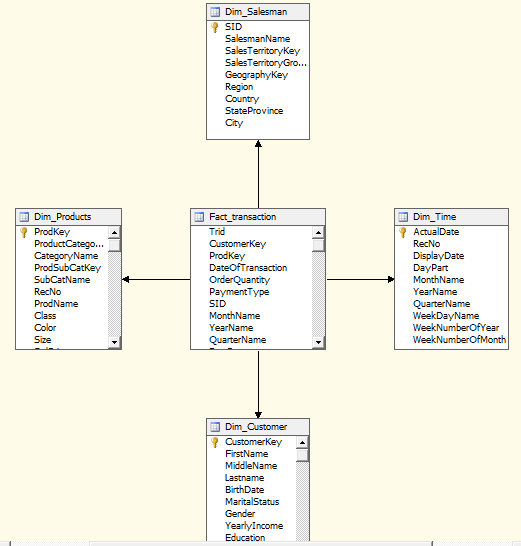 Dim_Salesman
SID
SalesmanName
SalesTerritoryKey
SalesTerritoryGro...
GeographyKey
Region
Country
StateProvince
City
Dim_Products
ProdKey
ProductCatego...
CategoryName
ProdSubCatKey
SubCatName
RecNo
ProdName
Class
Color
Size
Fact_transaction
Trid
CustomerKey
ProdKey
DateOfTransaction
OrderQuantity
PaymentType
SID
MonthName
YearName
QuarterName
Dim_Time
ActualDate
RecNo
DisplayDate
DayPart
MonthName
YearName
QuarterName
WeekDayName
WeekNumberOfYear
WeekNumberOfMonth
Dim_Customer
CustomerKey
FirstName
MiddleName
Lastname
BirthDate
MaritalStatus
Gender
YearlyIncome
Education